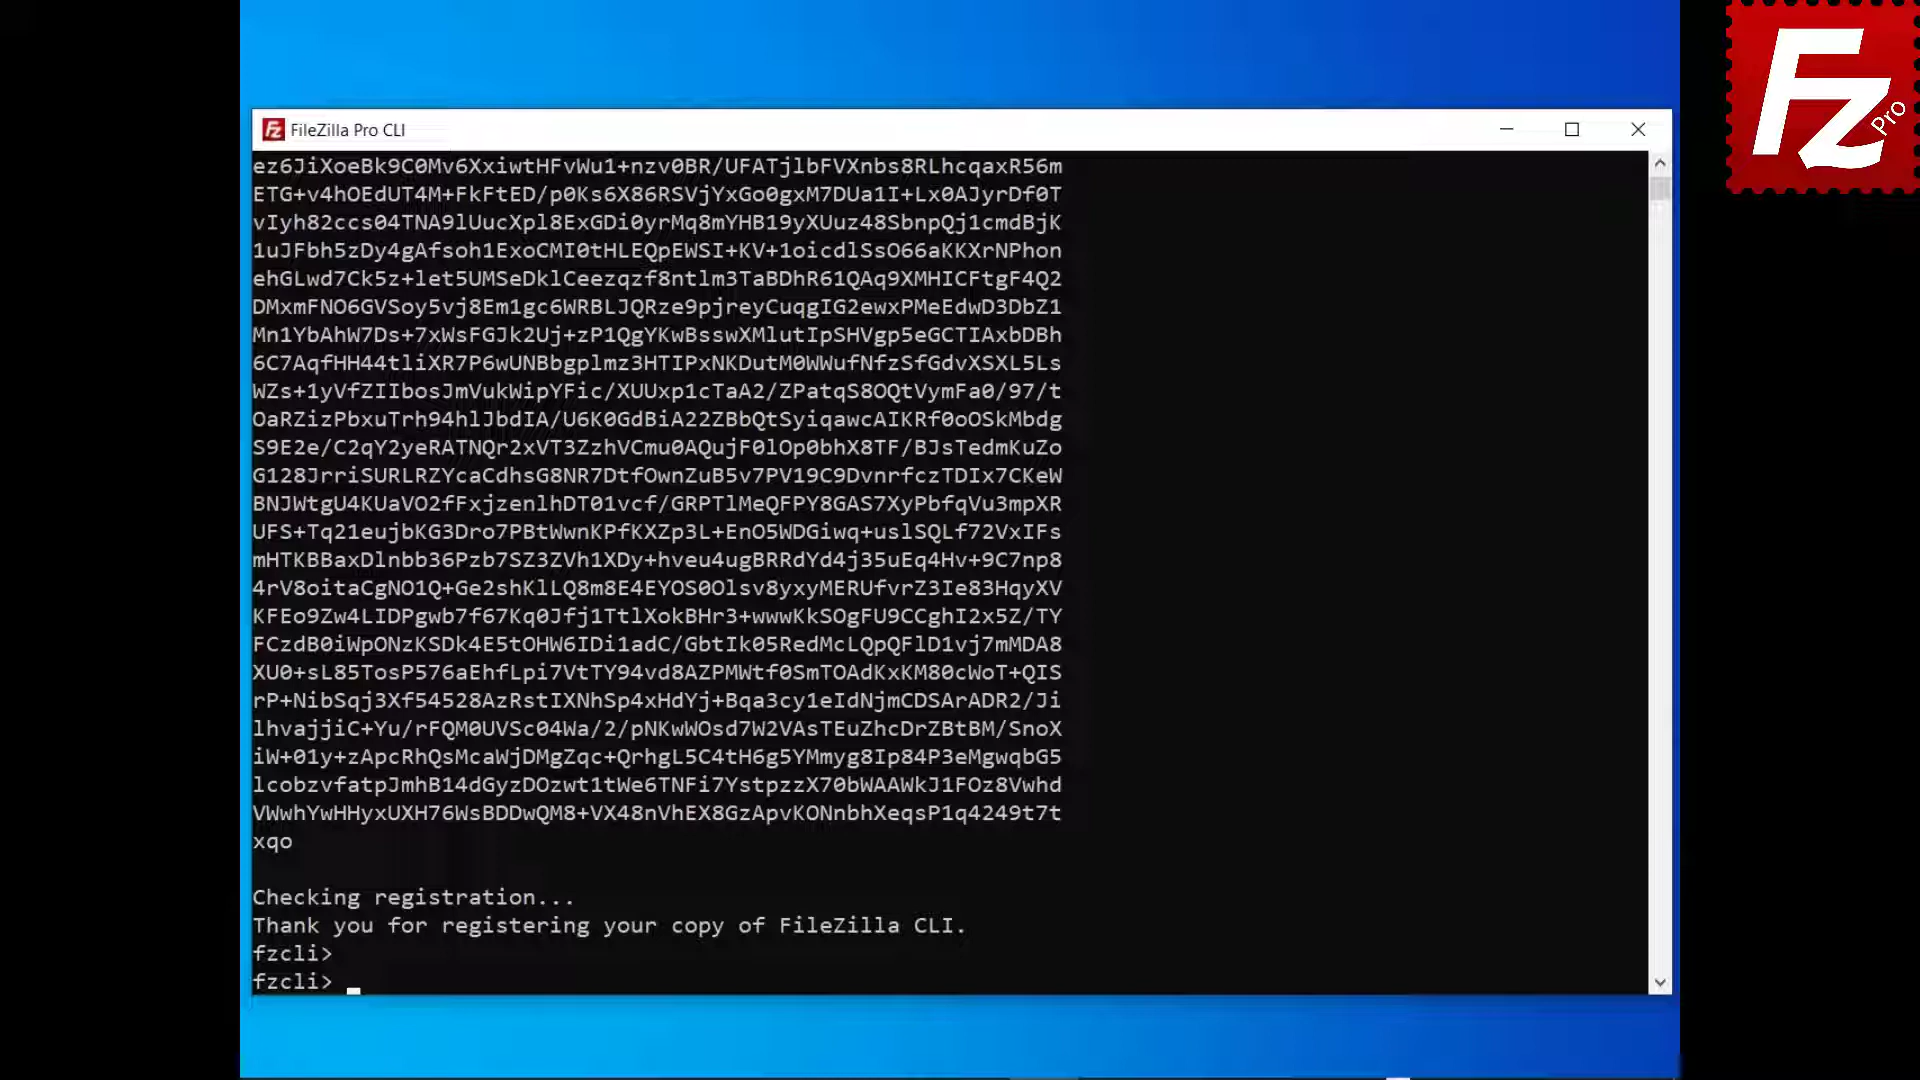 FileZilla Pro CLI
Fz Pro
ez6JiXoeBk9C0Mv6XxiwtHFvWu1+nzv0BR/UFATjlbFVXnbs8RLhcqaxR56m
ETG+v4hOEdUT4M+FkFtED/p0Ks6X86RSVjYxGo0gxM7DUa1I+Lx0AJyrDf0T
vIyh82ccs04TNA9lUucXpl8ExGDi0yrMq8mYHB19yXUuz48SbnpQj1cmdBjK
1uJFbh5zDy4gAfsoh1ExoCMI0tHLEQpEWSI+KV+1oicdlSsO66aKKXrNPhon
ehGLwd7Ck5z+let5UMSeDklCeezqzf8ntlm3TaBDhR61QAq9XMHICFtgF4Q2
DMxmFNO6GVSoy5vj8Em1gc6WRBLJQRze9pjreyCuqgIG2ewxPMeEdwD3DbZ1
Mn1YbAhW7Ds+7xWsFGJk2Uj+zP1QgYKwBsswXMlutIpSHVgp5eGCTIAxbDBh
6C7AqfHH44tliXR7P6wUNBbgplmz3HTIPxNKDutM0WWufNfzSfGdvXSXL5Ls
WZs+1yVfZIIbosJmVukWipYFic/XUUxp1cTaA2/ZPatqS8OQtVymFa0/97/t
OaRZizPbxuTrh94hlJbdIA/U6K0GdBiA22ZBbQtSyiqawcAIKRf0oOSkMbdg
S9E2e/C2qY2yeRATNQr2xVT3ZzhVCmu0AQujF0lOp0bhX8TF/BJsTedmKuZo
G128JrriSURLRZYcaCdhsG8NR7DtfOwnZuB5v7PV19C9DvnrfczTDIx7CKeW
BNJWtgU4KUaVO2fFxjzenlhDT01vcf/GRPTlMeQFPY8GAS7XyPbfqVu3mpXR
UFS+Tq21eujbKG3Dro7PBtWwnKPfKXZp3L+EnO5WDGiwq+uslSQLf72VxIFs
mHTKBBaxDlnbb36Pzb7SZ3ZVh1XDy+hveu4ugBRRdYd4j35uEq4Hv+9C7np8
4rV8oitaCgNO1Q+Ge2shKlLQ8m8E4EYOS0Olsv8yxyMERUfvrZ3Ie83HqyXV
KFEo9Zw4LIDPgwb7f67Kq0Jfj1TtlXokBHr3+wwwKkSOgFU9CCghI2x5Z/TY
FCzdB0iWpONzKSDk4E5tOHW6IDi1adC/GbtIk05RedMcLQpQFlD1vj7mMDA8
XU0+sL85TosP576aEhfLpi7VtTY94vd8AZPMWtf0SmTOAdKxKM80cWoT+QIS
rP+NibSqj3Xf54528AzRstIXNhSp4xHdYj+Bqa3cy1eIdNjmCDSArADR2/Ji
lhvajjiC+Yu/rFQM0UVSc04Wa/2/pNKwWOsd7W2VAsTEuZhcDrZBtBM/SnoX
iW+01y+zApcRhQsMcaWjDMgZqc+QrhgL5C4tH6g5YMmyg8Ip84P3eMgwqbG5
lcobzvfatpJmhB14dGyzDOzwt1tWe6TNFi7YstpzzX70bWAAWkJ1FOz8Vwhd
VWwhYwHHyxUXH76WsBDDwQM8+VX48nVhEX8GzApvKONnbhXeqsP1q4249t7t
xqo
Checking registration...
Thank you for registering your copy of FileZilla CLI.
fzcli>
fzcli>